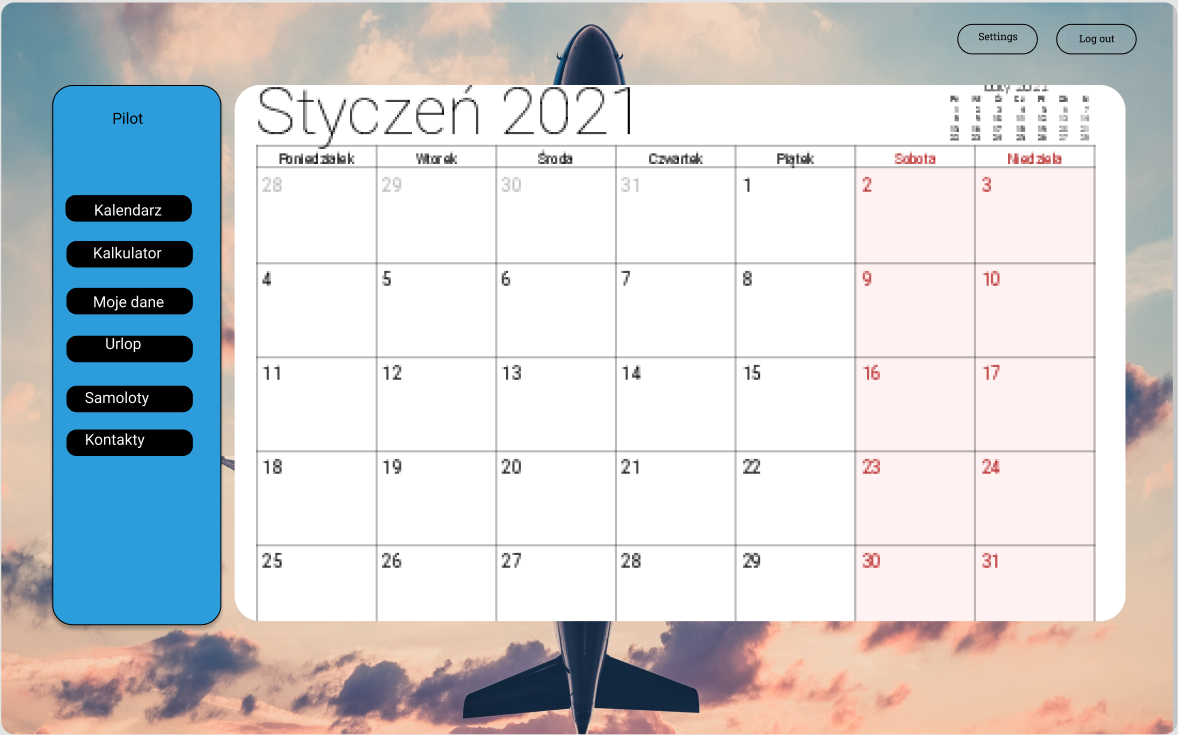 Settings
Log out
Pilot
Kalendarz
Kalkulator
Moje dane
Urlop
Samoloty
Kontakty
Styczeń 2021
Luty 2021
Poniedziałek Wtorek Środa Czwartek Piątek Sobota Niedziela
28 29 30 31 1 2 3
4 5 6 7 8 9 10
11 12 13 14 15 16 17
18 19 20 21 22 23 24
25 26 27 28 29 30 31